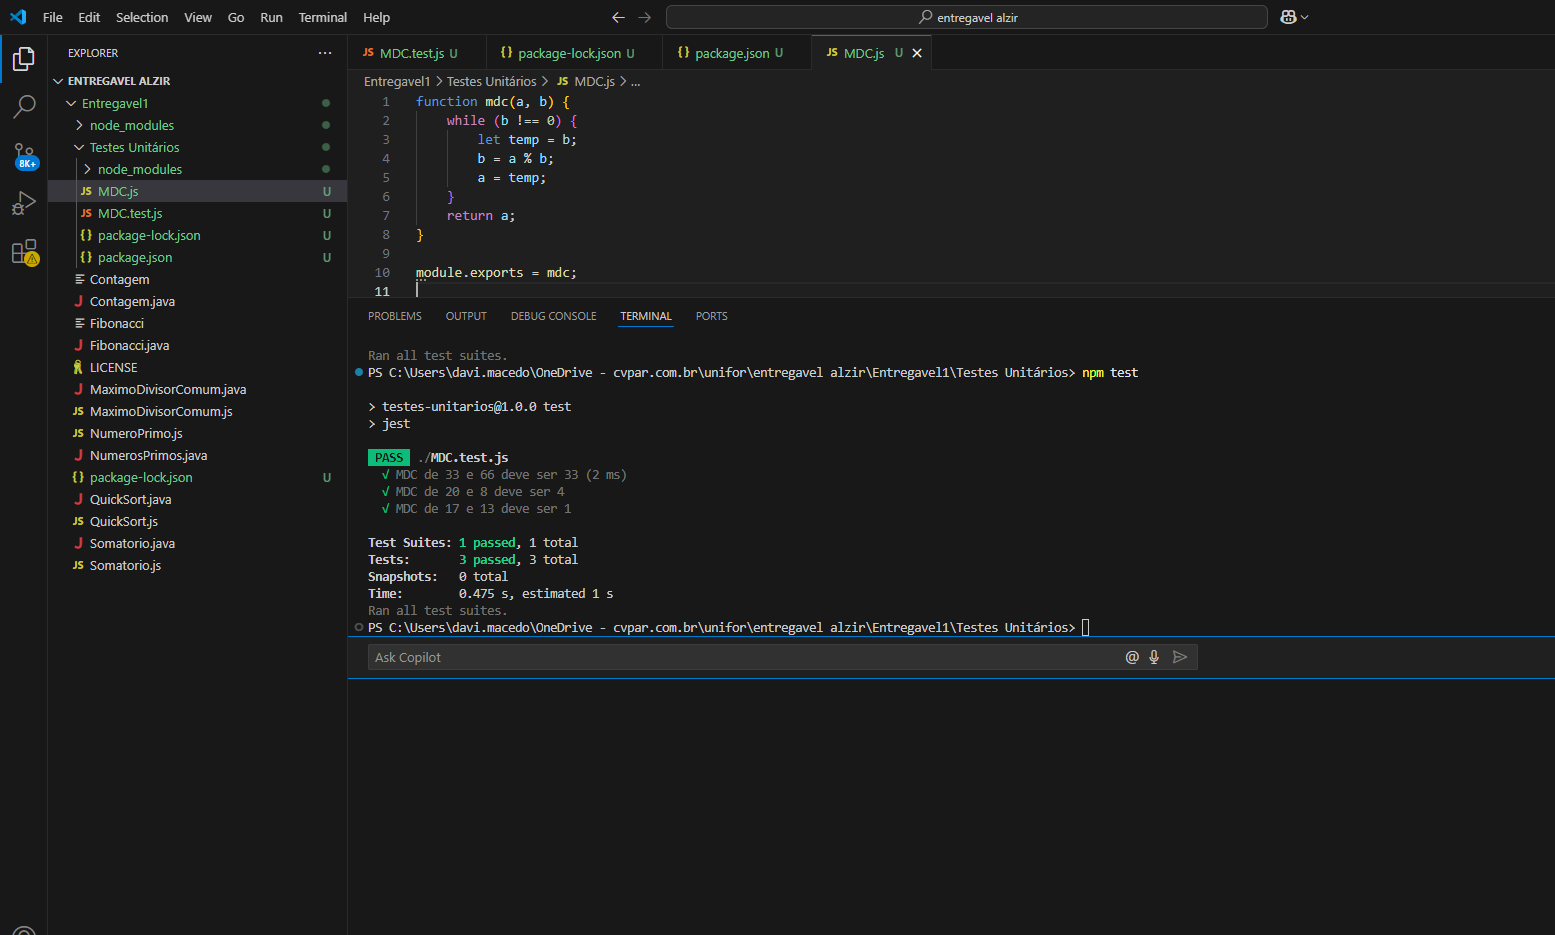 File Edit Selection View Go Run Terminal Help
entregavel alzir
EXPLORER
ENTREGAVEL ALZIR
Entregavel1
node_modules
Testes Unitários
node_modules
JS MDC.js U
JS MDC.test.js U
{} package-lock.json U
{} package.json U
Contagem
J Contagem.java
Fibonacci
J Fibonacci.java
LICENSE
J MaximoDivisorComum.java
JS MaximoDivisorComum.js
JS NumeroPrimo.js
J NumerosPrimos.java
{} package-lock.json U
J QuickSort.java
JS QuickSort.js
J Somatorio.java
JS Somatorio.js
8K+
JS MDC.test.js U {} package-lock.json U {} package.json U JS MDC.js U
Entregavel1 > Testes Unitários > JS MDC.js > ...
1 function mdc(a, b) {
2 while (b !== 0) {
3 let temp = b;
4 b = a % b;
5 a = temp;
6 }
7 return a;
8 }
9
10 module.exports = mdc;
11
PROBLEMS OUTPUT DEBUG CONSOLE TERMINAL PORTS
Ran all test suites.
PS C:\Users\davi.macedo\OneDrive - cvpar.com.br\unifor\entregavel alzir\Entregavel1\Testes Unitários> npm test
> testes-unitarios@1.0.0 test
> jest
PASS ./MDC.test.js
√ MDC de 33 e 66 deve ser 33 (2 ms)
√ MDC de 20 e 8 deve ser 4
√ MDC de 17 e 13 deve ser 1
Test Suites: 1 passed, 1 total
Tests: 3 passed, 3 total
Snapshots: 0 total
Time: 0.475 s, estimated 1 s
Ran all test suites.
PS C:\Users\davi.macedo\OneDrive - cvpar.com.br\unifor\entregavel alzir\Entregavel1\Testes Unitários>
Ask Copilot